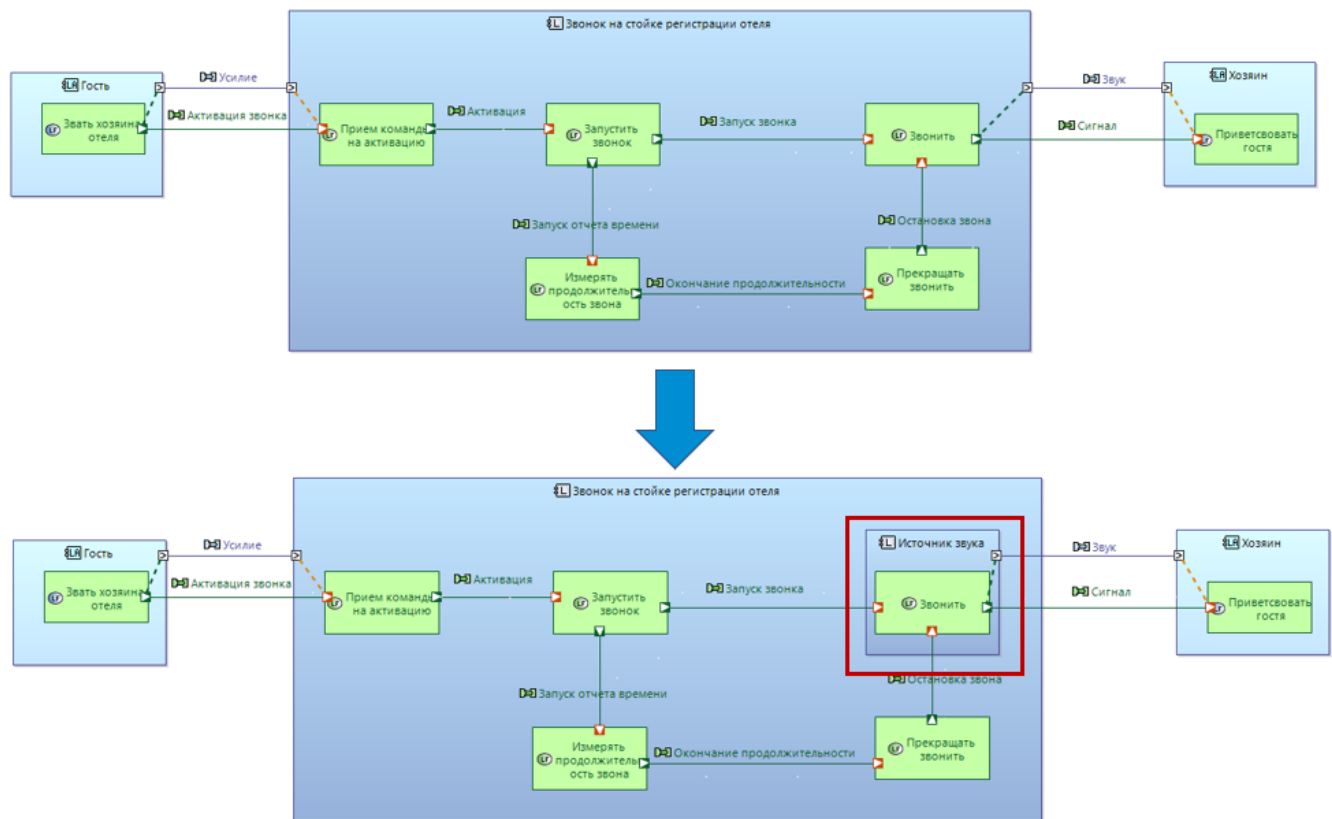 Звонок на стойке регистрации отеля
Усилие
Звук
Гость
Хозяин
Активация звонка
Активация
Запуск звонка
Сигнал
Звать хозяина
отеля
Прием команды
на активацию
Запустить
звонок
Звонить
Приветсвовать
гостя
Запуск отчета времени
Остановка звона
Измерять
продолжитель
ость звона
Окончание продолжительности
Прекращать
звонить
Звонок на стойке регистрации отеля
Усилие
Источник звука
Звук
Гость
Хозяин
Активация звонка
Активация
Запуск звонка
Сигнал
Звать хозяина
отеля
Прием команды
на активацию
Запустить
звонок
Звонить
Приветсвовать
гостя
Запуск отчета времени
Остановка звона
Измерять
продолжитель
ость звона
Окончание продолжительности
Прекращать
звонить